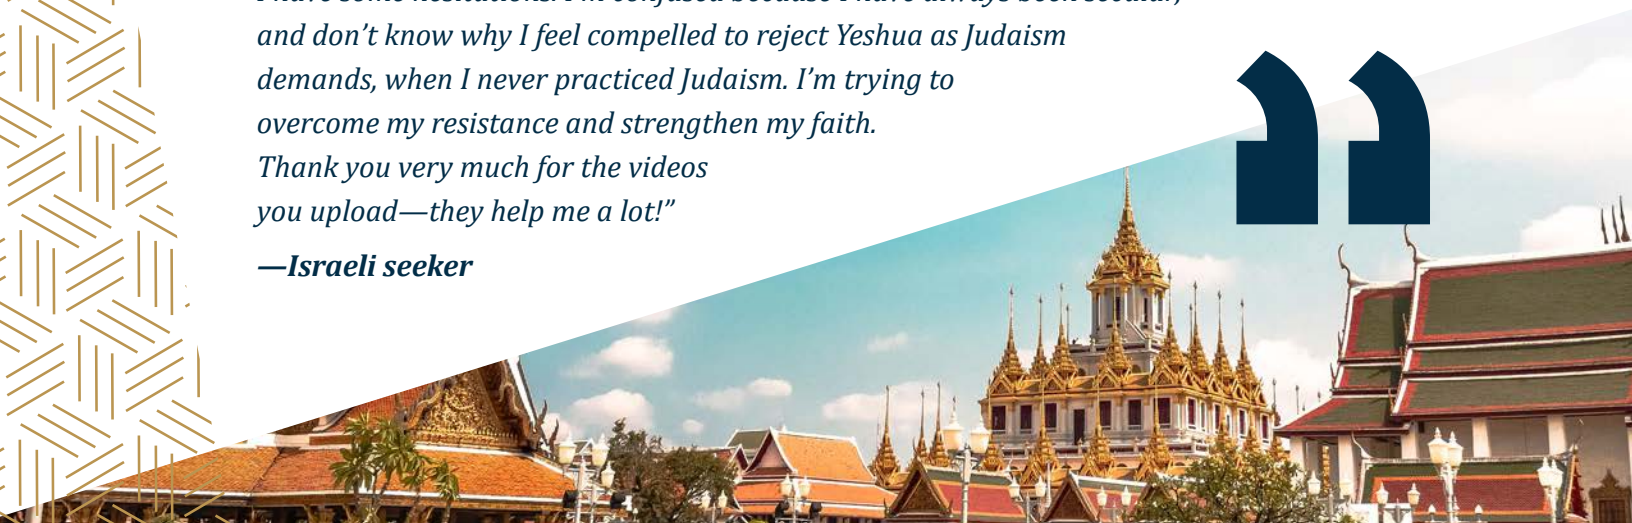 and don’t know why I feel compelled to reject Yeshua as Judaism
demands, when I never practiced Judaism. I’m trying to
overcome my resistance and strengthen my faith.
Thank you very much for the videos
you upload—they help me a lot!”
—Israeli seeker
”